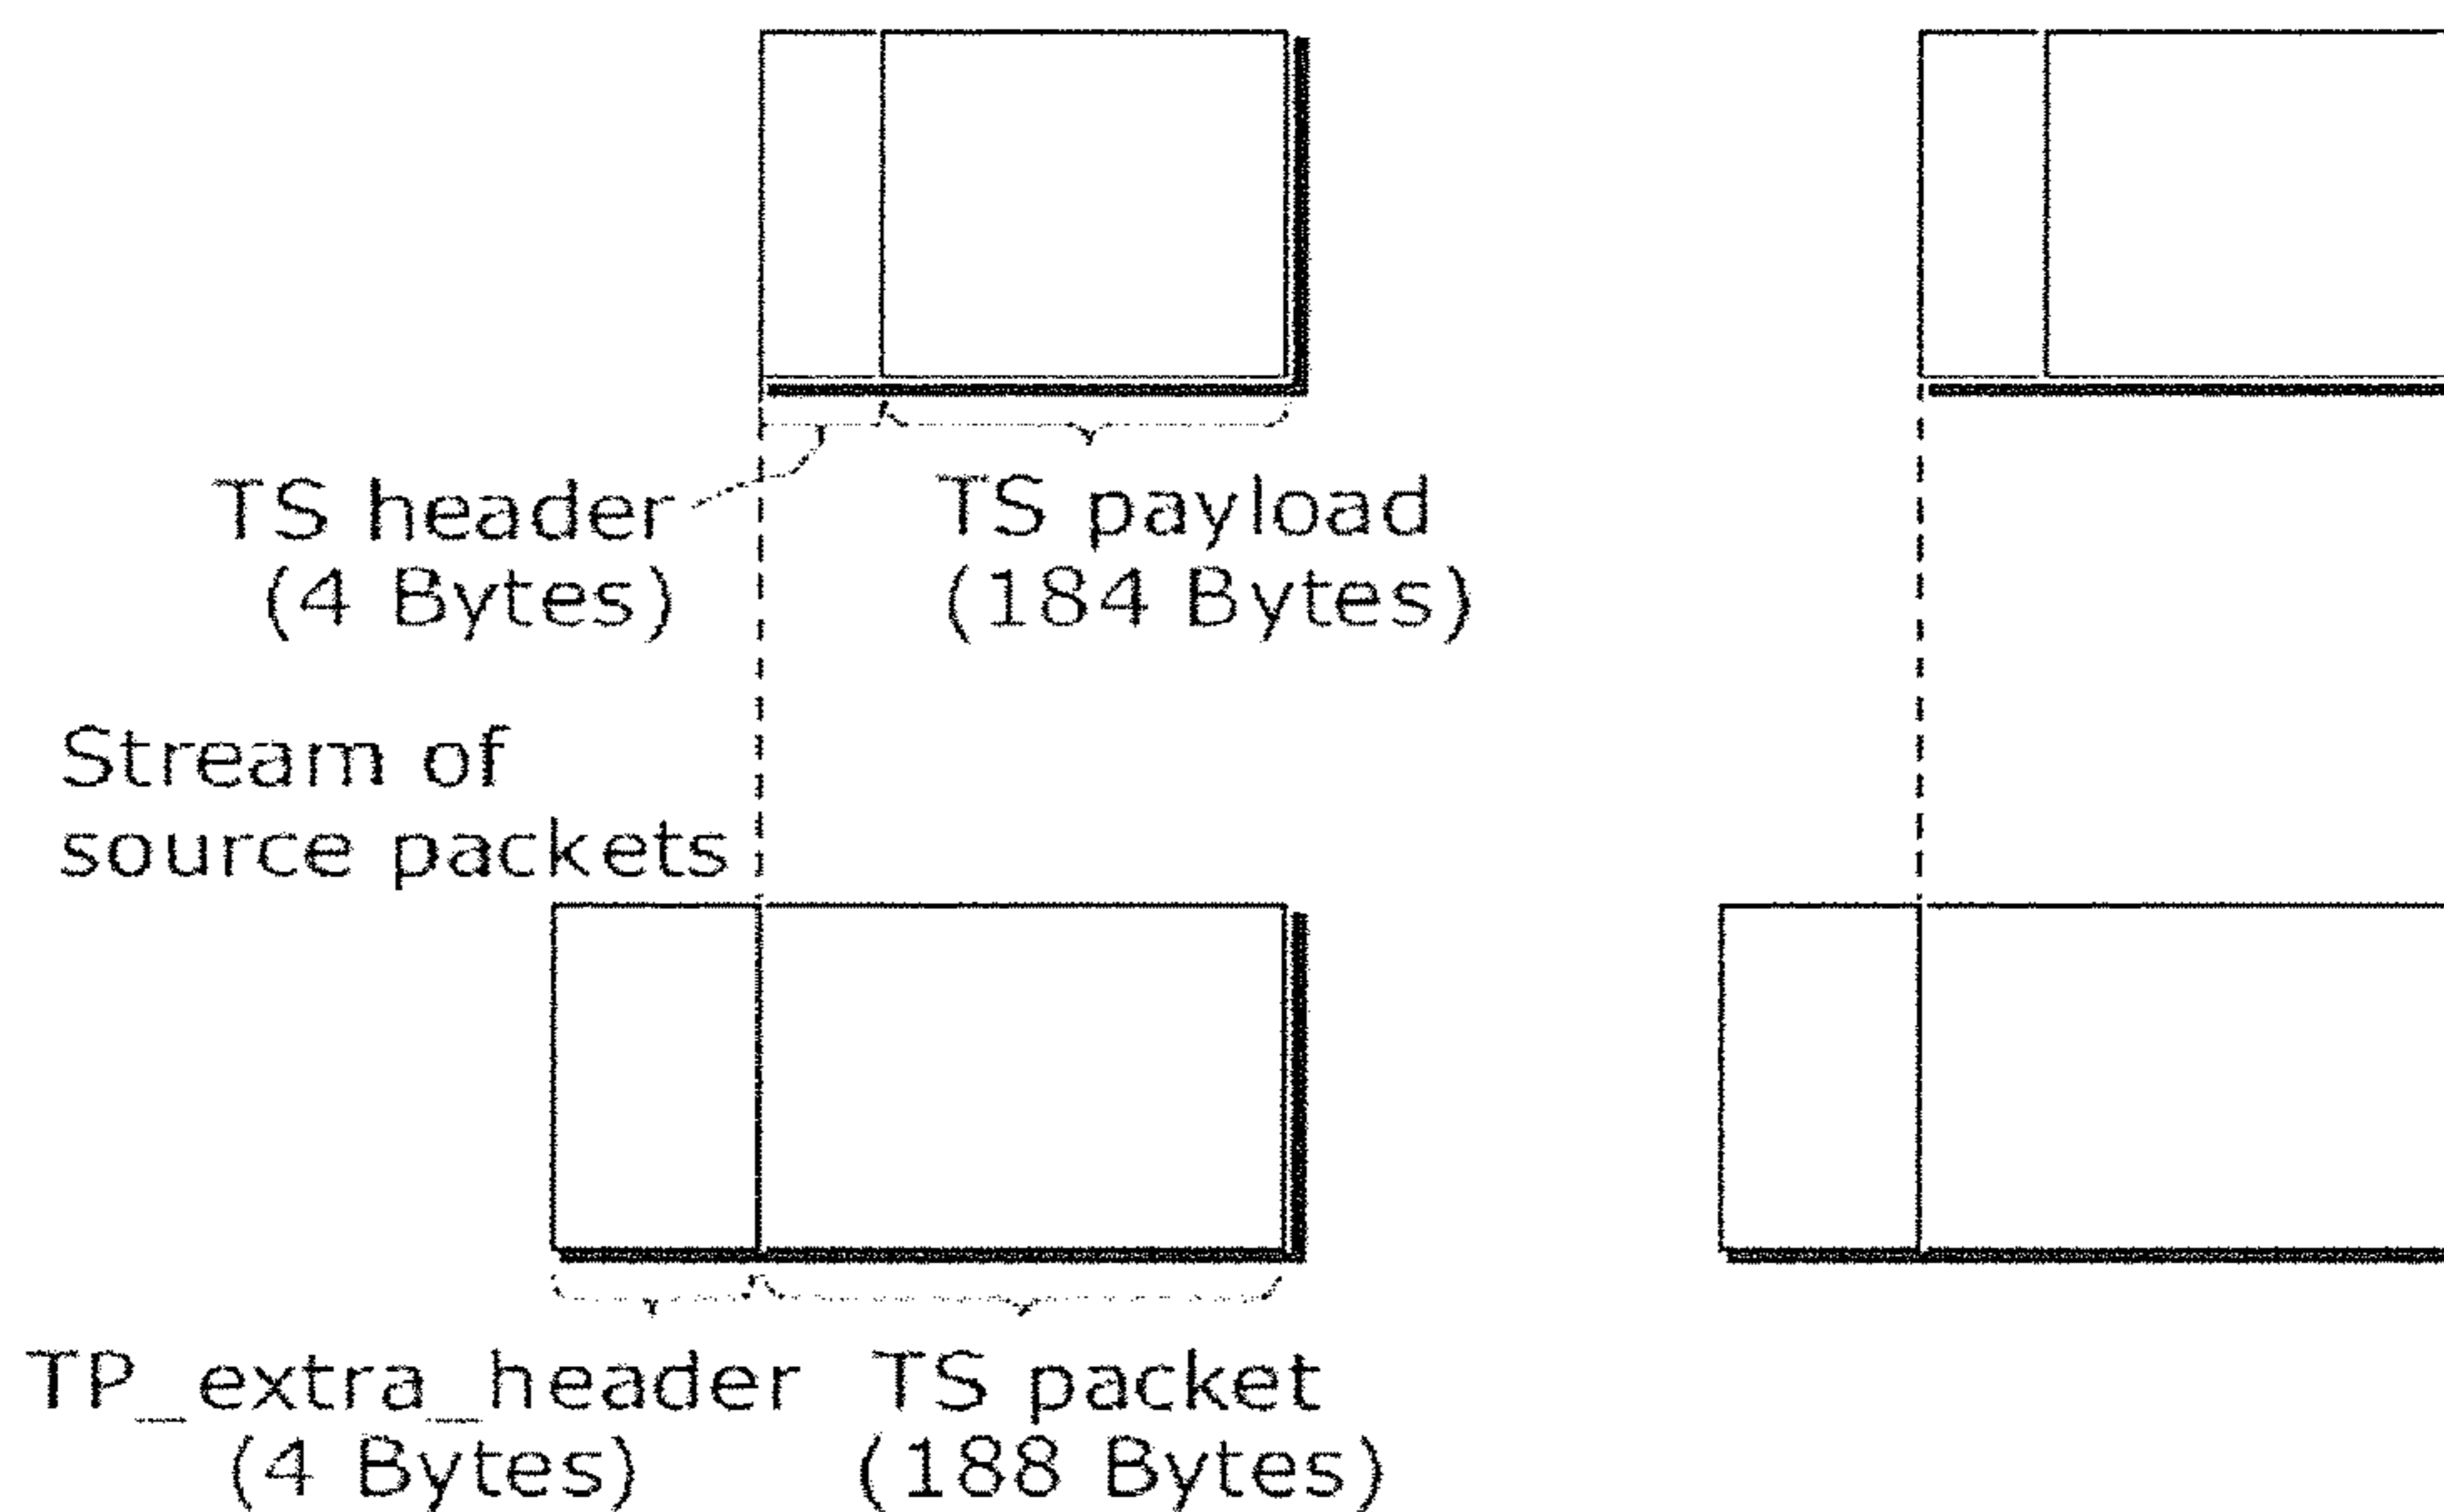 TS header
(4 Bytes)
TS payload
(184 Bytes)
Stream of
source packets
TP_extra_header
(4 Bytes)
TS packet
(188 Bytes)